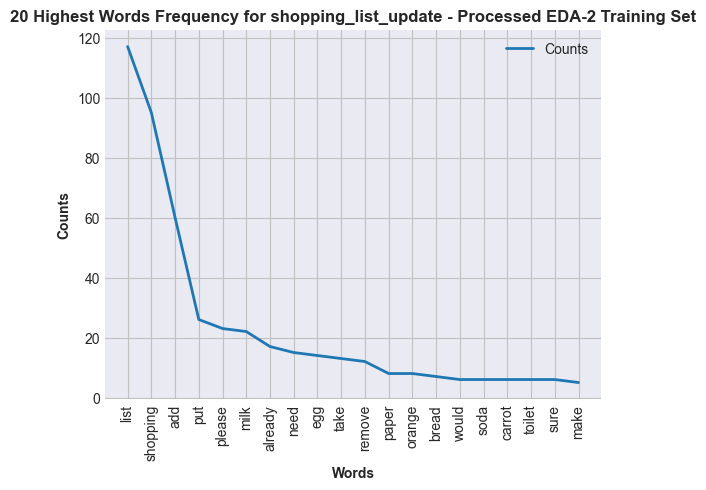 20 Highest Words Frequency for shopping_list_update - Processed EDA-2 Training Set
Counts
120
100
80
60
40
20
0
Counts
list
shopping
add
put
please
milk
already
need
egg
take
remove
paper
orange
bread
would
soda
carrot
toilet
sure
make
Words